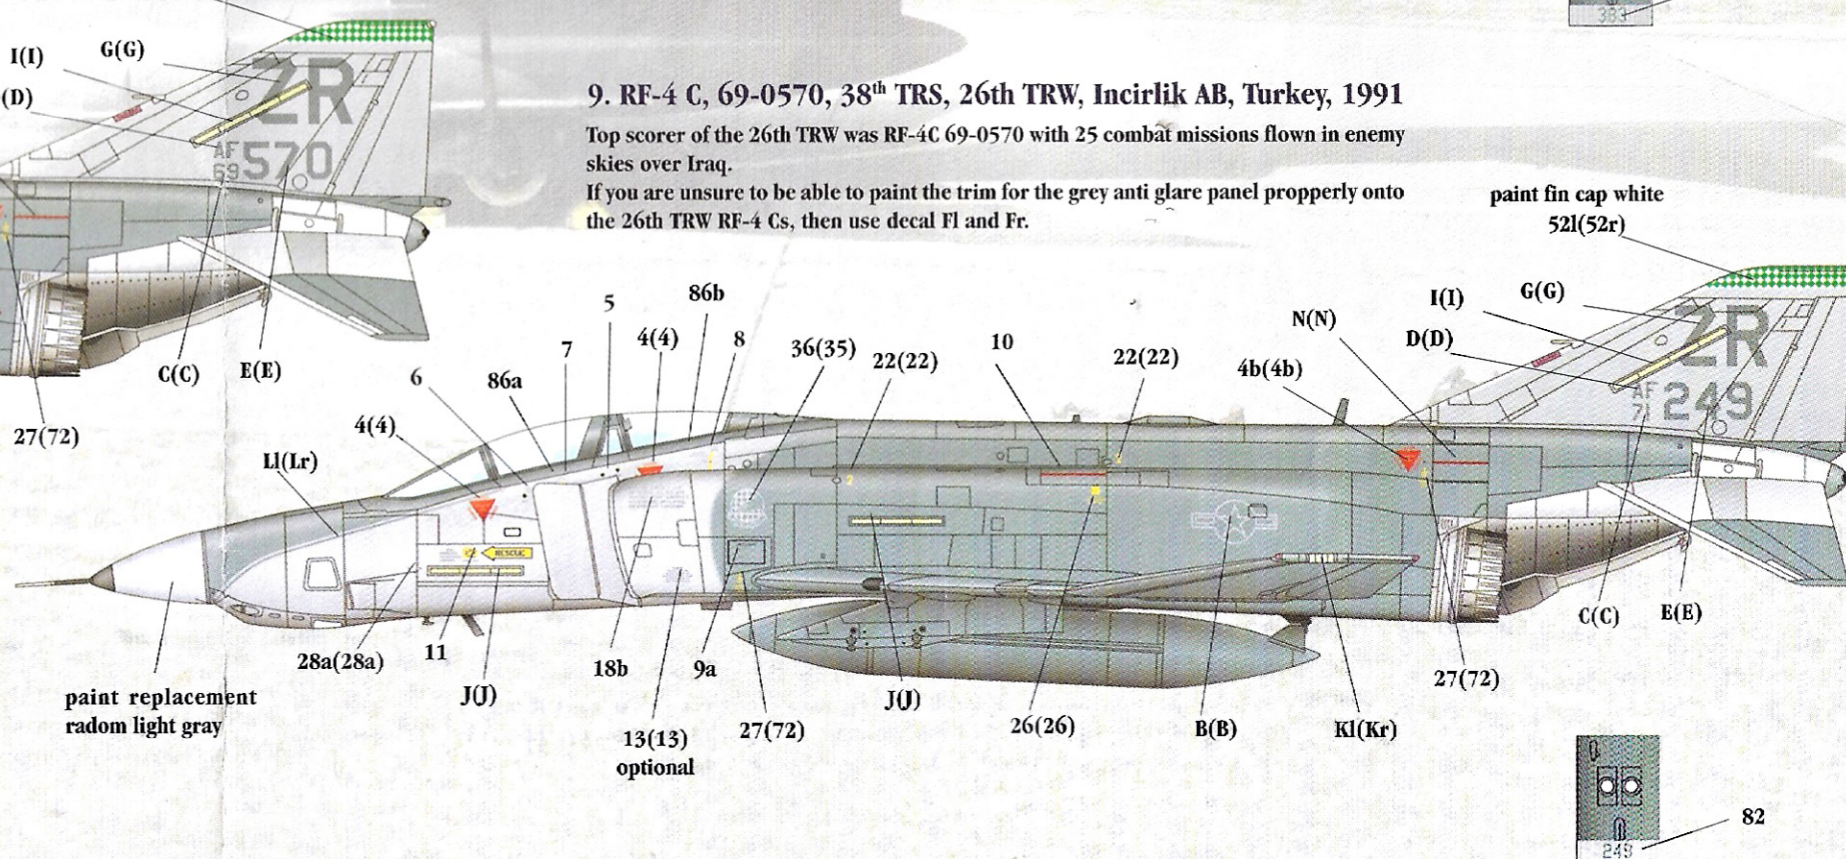 383
I(I)
G(G)
(D)
ZR
AF
69 570
C(C)
E(E)
27(72)
9. RF-4 C, 69-0570, 38th TRS, 26th TRW, Incirlik AB, Turkey, 1991
Top scorer of the 26th TRW was RF-4C 69-0570 with 25 combat missions flown in enemy
skies over Iraq.
If you are unsure to be able to paint the trim for the grey anti glare panel propperly onto
the 26th TRW RF-4 Cs, then use decal Fl and Fr.
paint fin cap white
52l(52r)
I(I)
G(G)
N(N)
D(D)
ZR
AF
71 249
5
86b
7
4(4)
8
36(35)
22(22)
10
22(22)
4b(4b)
6
86a
4(4)
Ll(Lr)
2
RESCUE
28a(28a)
11
J(J)
18b
9a
13(13)
optional
27(72)
J(J)
26(26)
B(B)
Kl(Kr)
27(72)
C(C)
E(E)
paint replacement
radom light gray
82
249